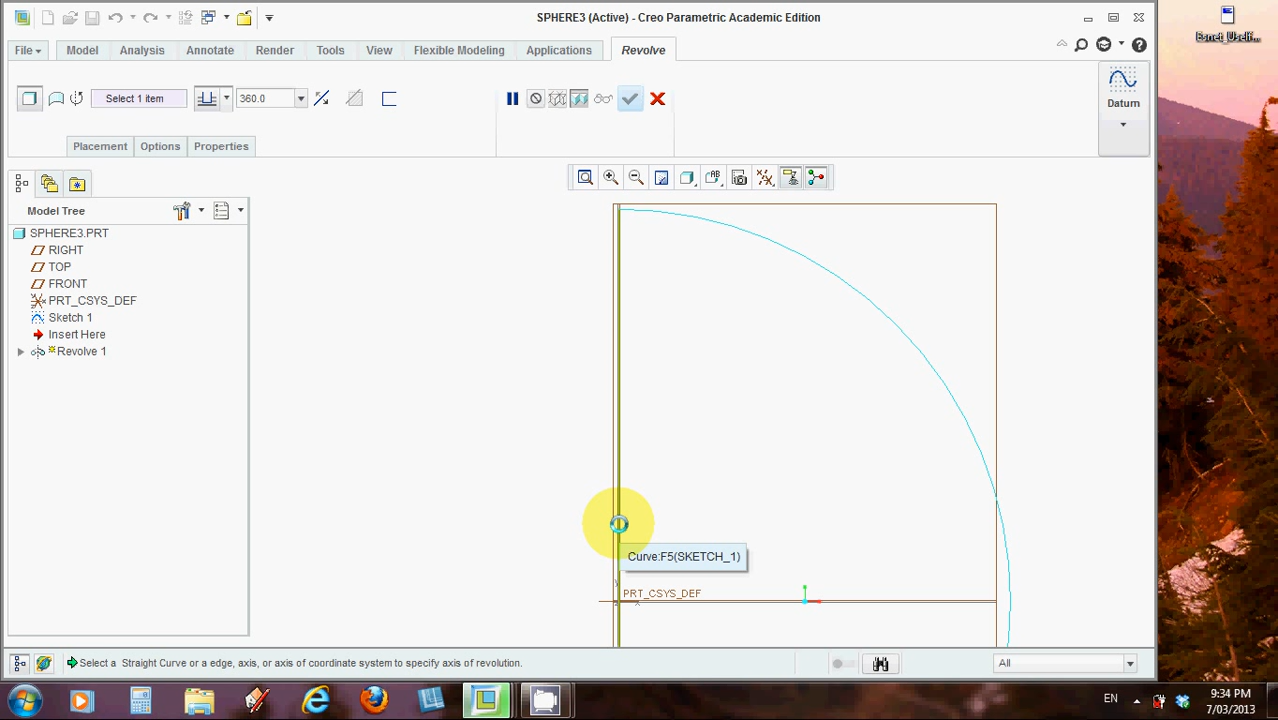 SPHERE3 (Active) - Creo Parametric Academic Edition
File
Model
Analysis
Annotate
Render
Tools
View
Flexible Modeling
Applications
Revolve
Select 1 item
360.0
Datum
Placement
Options
Properties
Model Tree
SPHERE3.PRT
RIGHT
TOP
FRONT
PRT_CSYS_DEF
Sketch 1
Insert Here
Revolve 1
Curve:F5(SKETCH_1)
PRT_CSYS_DEF
Select a Straight Curve or a edge, axis, or axis of coordinate system to specify axis of revolution.
All
EN
9:34 PM
7/03/2013